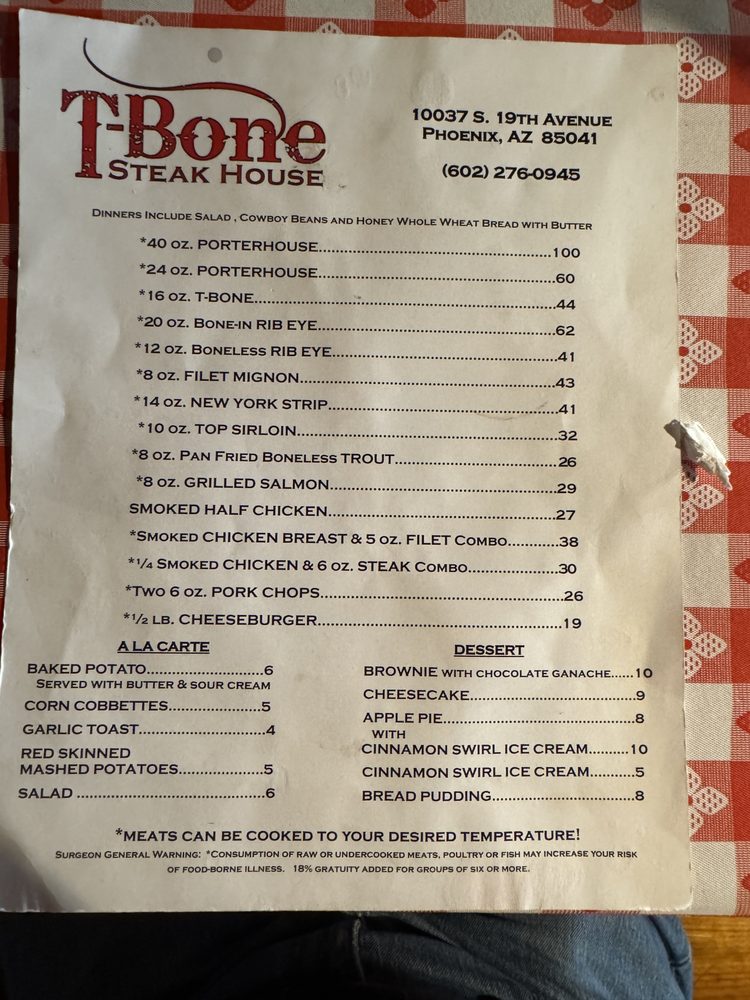 T-Bone
Steak House
10037 S. 19th Avenue
Phoenix, AZ 85041
(602) 276-0945
Dinners Include Salad , Cowboy Beans and Honey Whole Wheat Bread with Butter
*40 oz. PORTERHOUSE..................................................100
*24 oz. PORTERHOUSE..................................................60
*16 oz. T-BONE..................................................44
*20 oz. Bone-in RIB EYE..................................................62
*12 oz. Boneless RIB EYE..................................................41
*8 oz. FILET MIGNON..................................................43
*14 oz. NEW YORK STRIP..................................................41
*10 oz. TOP SIRLOIN..................................................32
*8 oz. Pan Fried Boneless TROUT..................................26
*8 oz. GRILLED SALMON..................................................29
SMOKED HALF CHICKEN..................................................27
*Smoked CHICKEN BREAST & 5 oz. FILET Combo...........38
*1/4 Smoked CHICKEN & 6 oz. STEAK Combo..................30
*Two 6 oz. PORK CHOPS..................................................26
*1/2 lb. CHEESEBURGER..................................................19
A LA CARTE
BAKED POTATO..........................6
Served with butter & sour cream
CORN COBBETTES....................5
GARLIC TOAST............................4
RED SKINNED
MASHED POTATOES..................5
SALAD ........................................6
DESSERT
BROWNIE with chocolate ganache......10
CHEESECAKE....................................9
APPLE PIE.........................................8
with
CINNAMON SWIRL ICE CREAM..........10
CINNAMON SWIRL ICE CREAM...........5
BREAD PUDDING................................8
*MEATS CAN BE COOKED TO YOUR DESIRED TEMPERATURE!
Surgeon General Warning: *Consumption of raw or undercooked meats, poultry or fish may increase your risk
of food-borne illness. 18% gratuity added for groups of six or more.